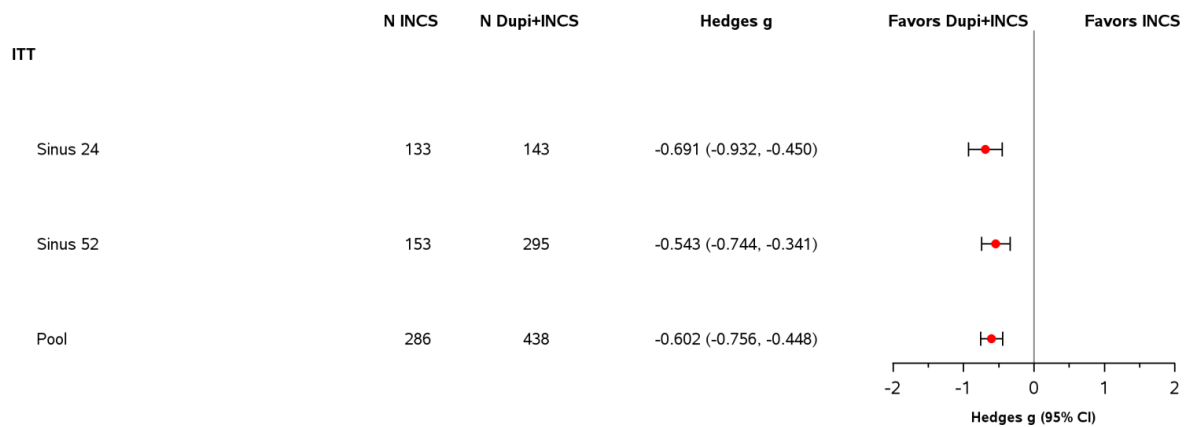 N INCS N Dupi+INCS Hedges g Favors Dupi+INCS Favors INCS
ITT
Sinus 24 133 143 -0.691 (-0.932, -0.450)
Sinus 52 153 295 -0.543 (-0.744, -0.341)
Pool 286 438 -0.602 (-0.756, -0.448)
-2 -1 0 1 2
Hedges g (95% CI)